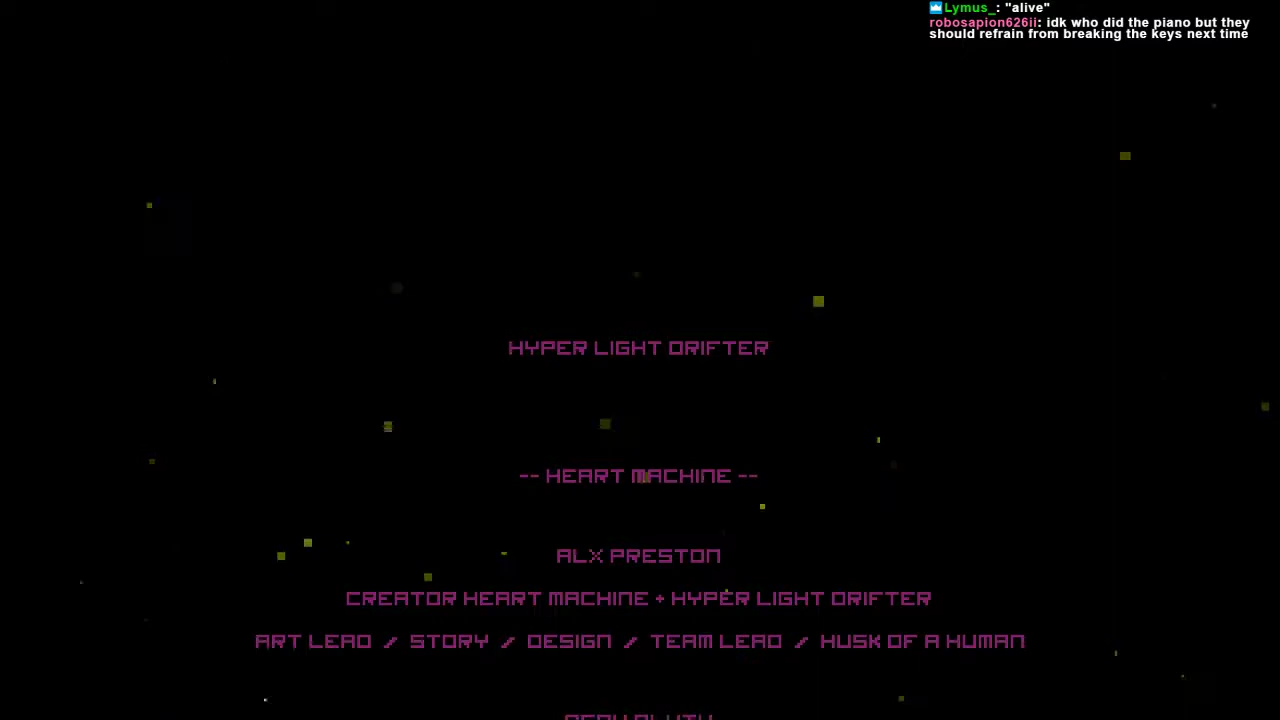 Lymus_: "alive"
robosapion626ii: idk who did the piano but they
should refrain from breaking the keys next time
HYPER LIGHT DRIFTER
-- HEART MACHINE --
ALX PRESTON
CREATOR HEART MACHINE + HYPER LIGHT DRIFTER
ART LEAD / STORY / DESIGN / TEAM LEAD / HUSK OF A HUMAN